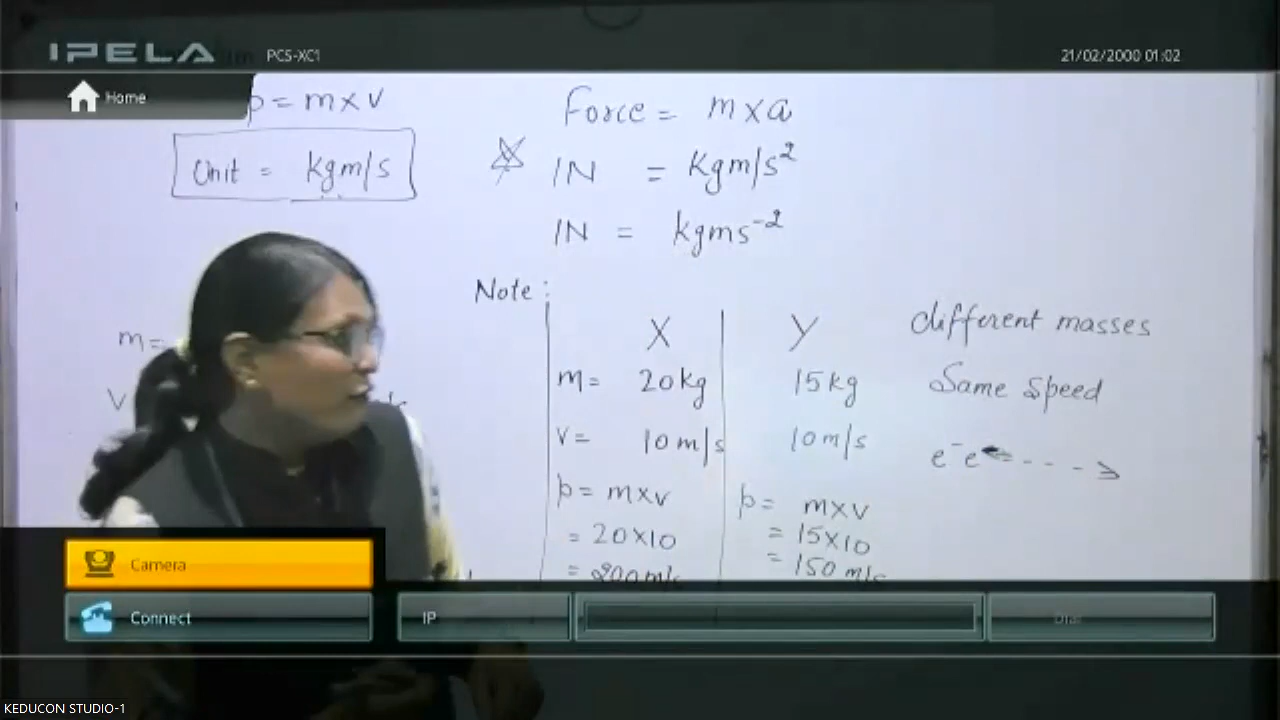 IPELA PCS-XC1 21/02/2000 01:02
Home
p = m×v
Unit = kgm/s
Force = m×a
1N = kgm/s²
1N = kgms⁻²
Note :
X Y different masses
m = 20kg 15kg Same Speed
v = 10m/s 10m/s e⁻ e
p = m×v p = m×v
= 20×10 = 15×10
= 200m/s = 150 m/s
m =
v
Camera
Connect IP Dial
KEDUCON STUDIO-1